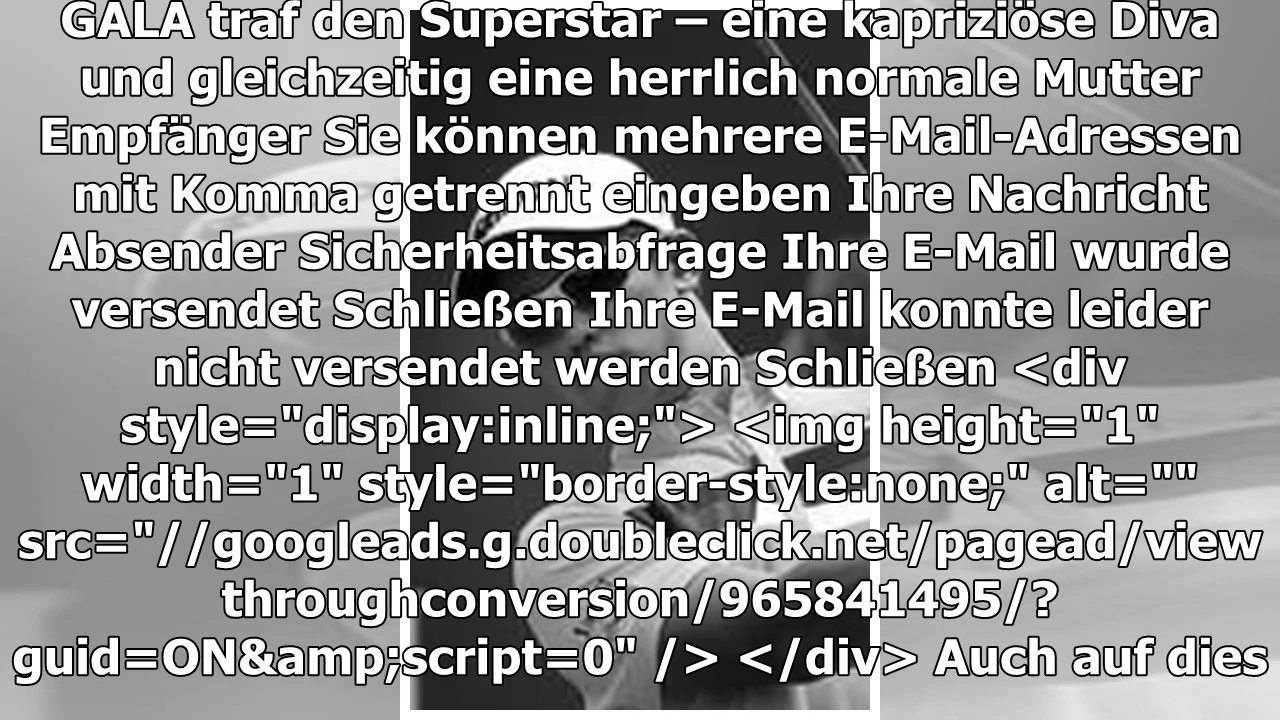 GALA traf den Superstar – eine kapriziöse Diva
und gleichzeitig eine herrlich normale Mutter
Empfänger Sie können mehrere E-Mail-Adressen
mit Komma getrennt eingeben Ihre Nachricht
Absender Sicherheitsabfrage Ihre E-Mail wurde
versendet Schließen Ihre E-Mail konnte leider
nicht versendet werden Schließen <div
style="display:inline;"> <img height="1"
width="1" style="border-style:none;" alt=""
src="//googleads.g.doubleclick.net/pagead/view
throughconversion/965841495/?
guid=ON&amp;script=0" /> </div> Auch auf dies